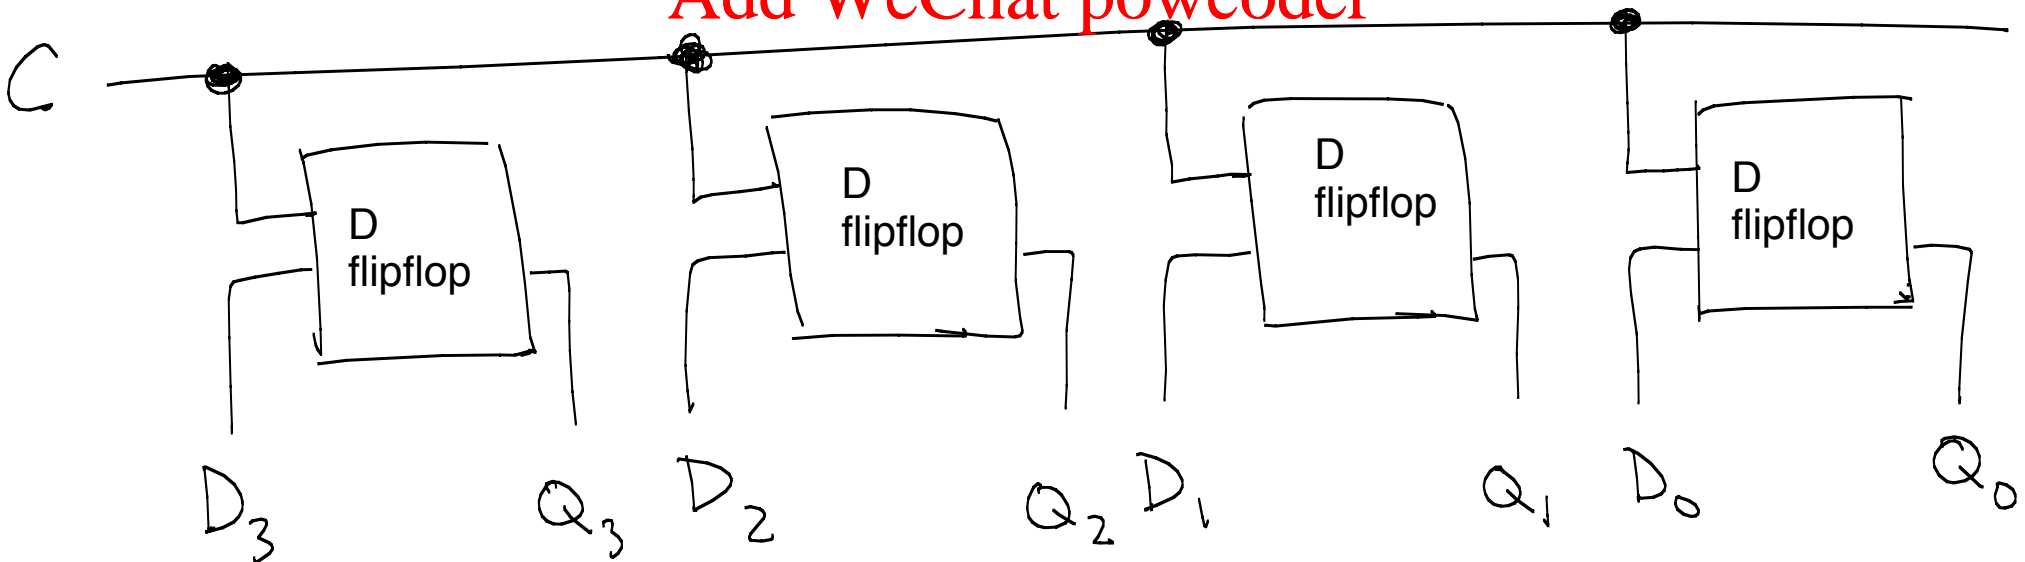 Add WeChat powcoder
C
D
flipflop
D
flipflop
D
flipflop
D
flipflop
D3
Q3
D2
Q2
D1
Q1
D0
Q0